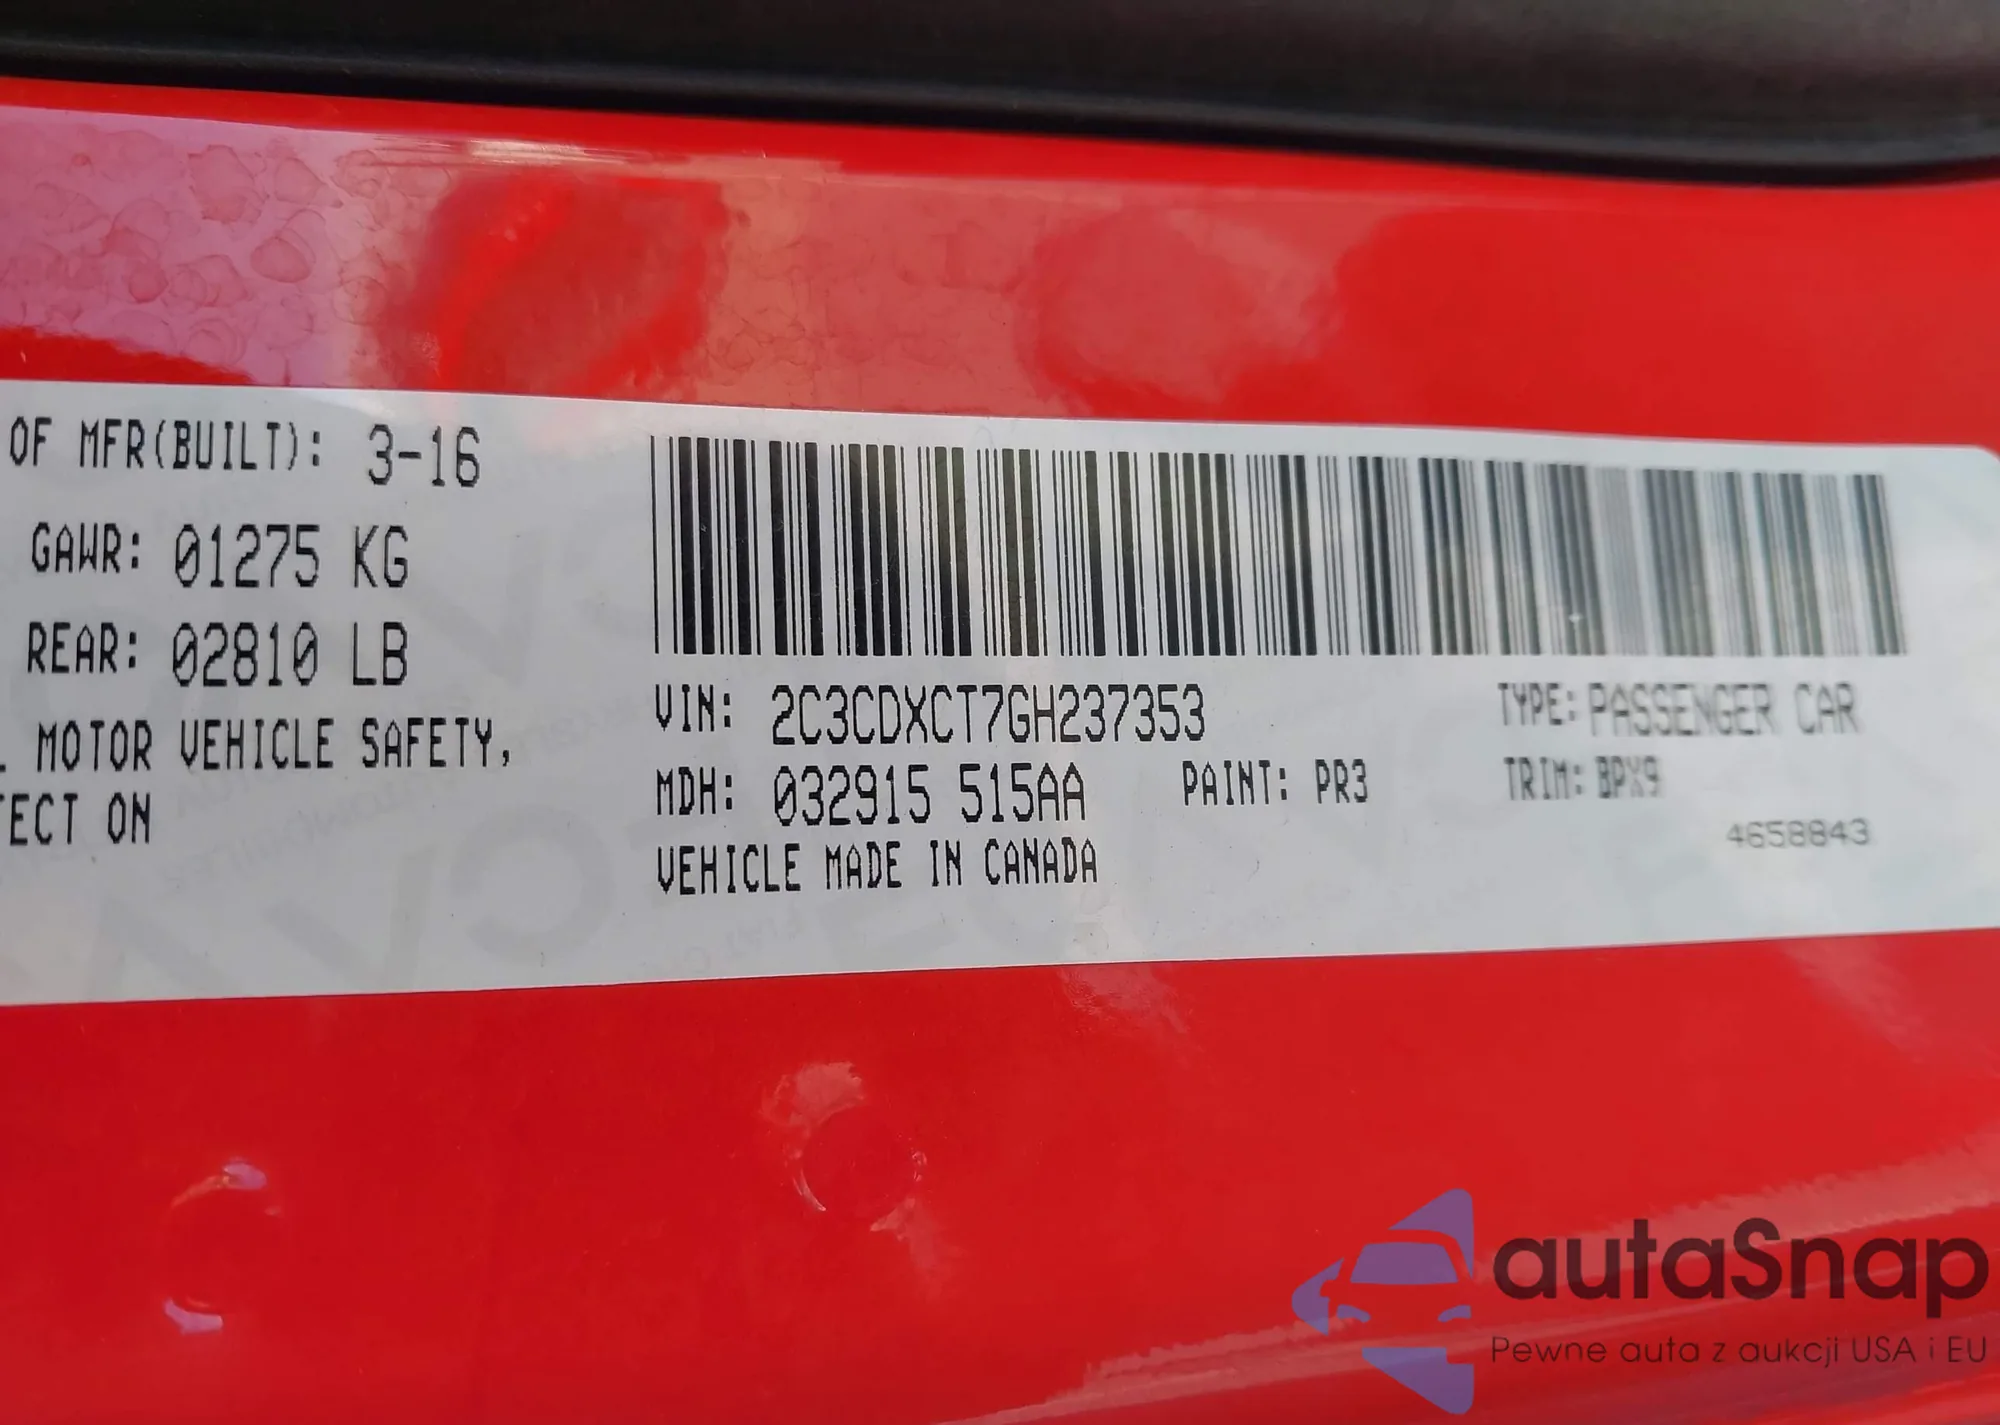 OF MFR(BUILT): 3-16
GAWR: 01275 KG
REAR: 02810 LB
MOTOR VEHICLE SAFETY,
ECT ON
VIN: 2C3CDXCT7GH237353
TYPE: PASSENGER CAR
MDH: 032915 515AA
PAINT: PR3
TRIM: BPX9
4658843
VEHICLE MADE IN CANADA
autaSnap
Pewne auta z aukcji USA i EU